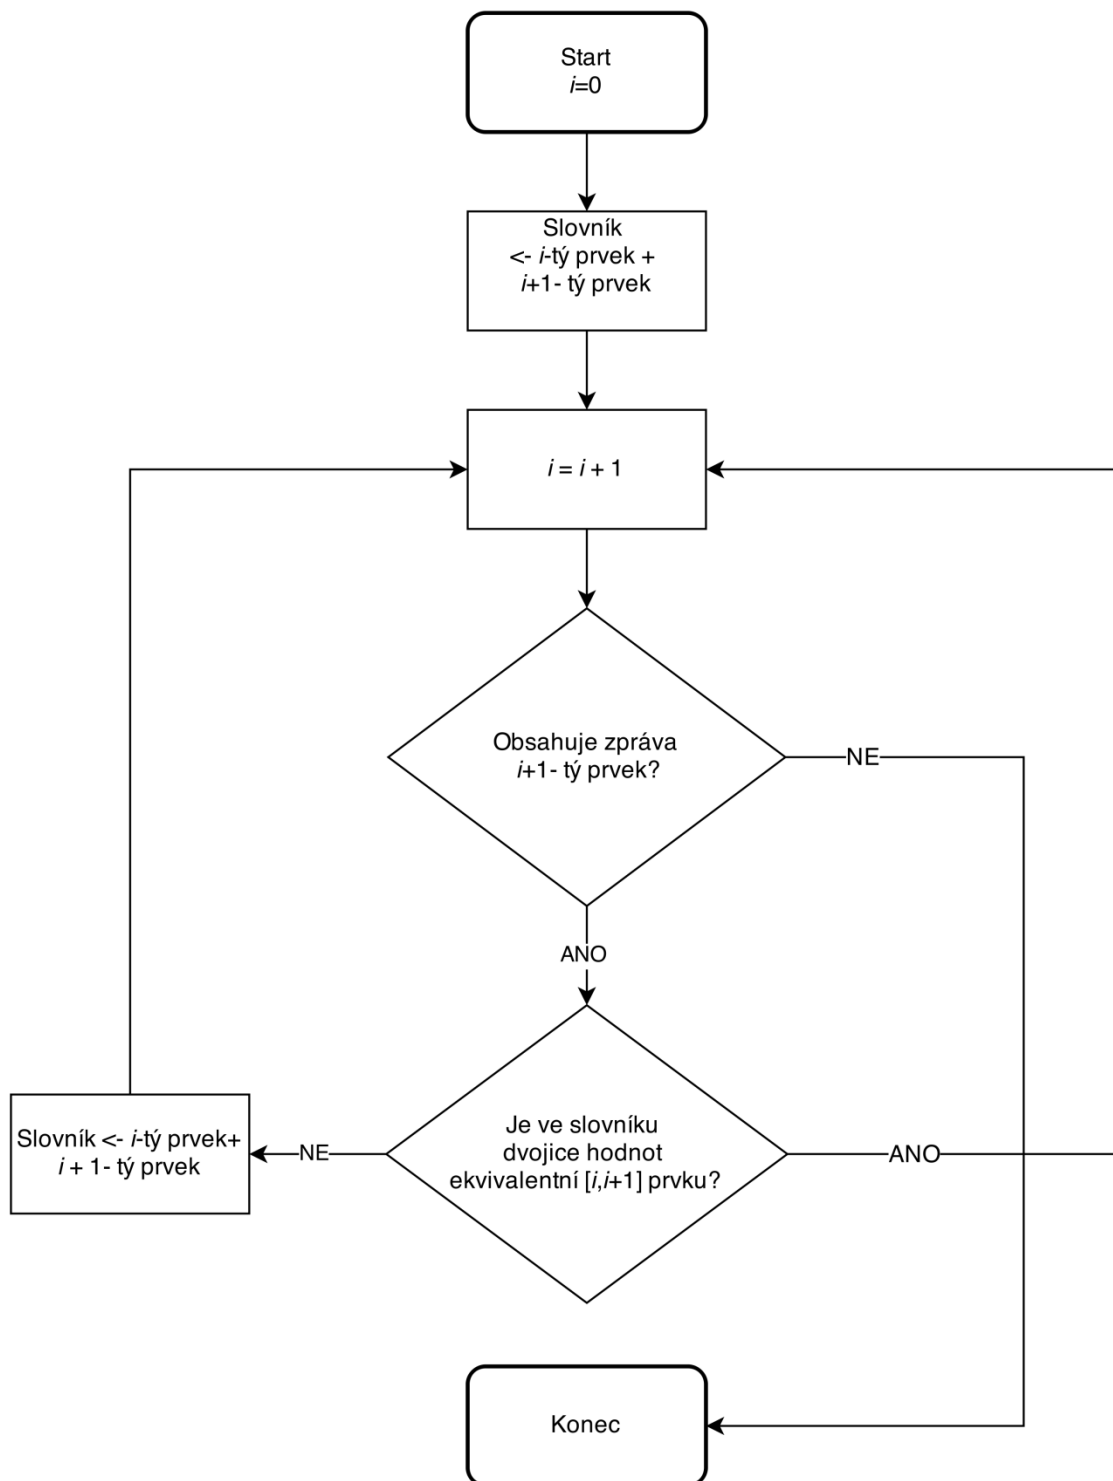 Start
i=0
Slovník
<- i-tý prvek +
i+1- tý prvek
i = i + 1
Obsahuje zpráva
i+1- tý prvek?
NE
ANO
Je ve slovníku
dvojice hodnot
ekvivalentní [i,i+1] prvku?
NE
ANO
Slovník <- i-tý prvek+
i + 1- tý prvek
Konec